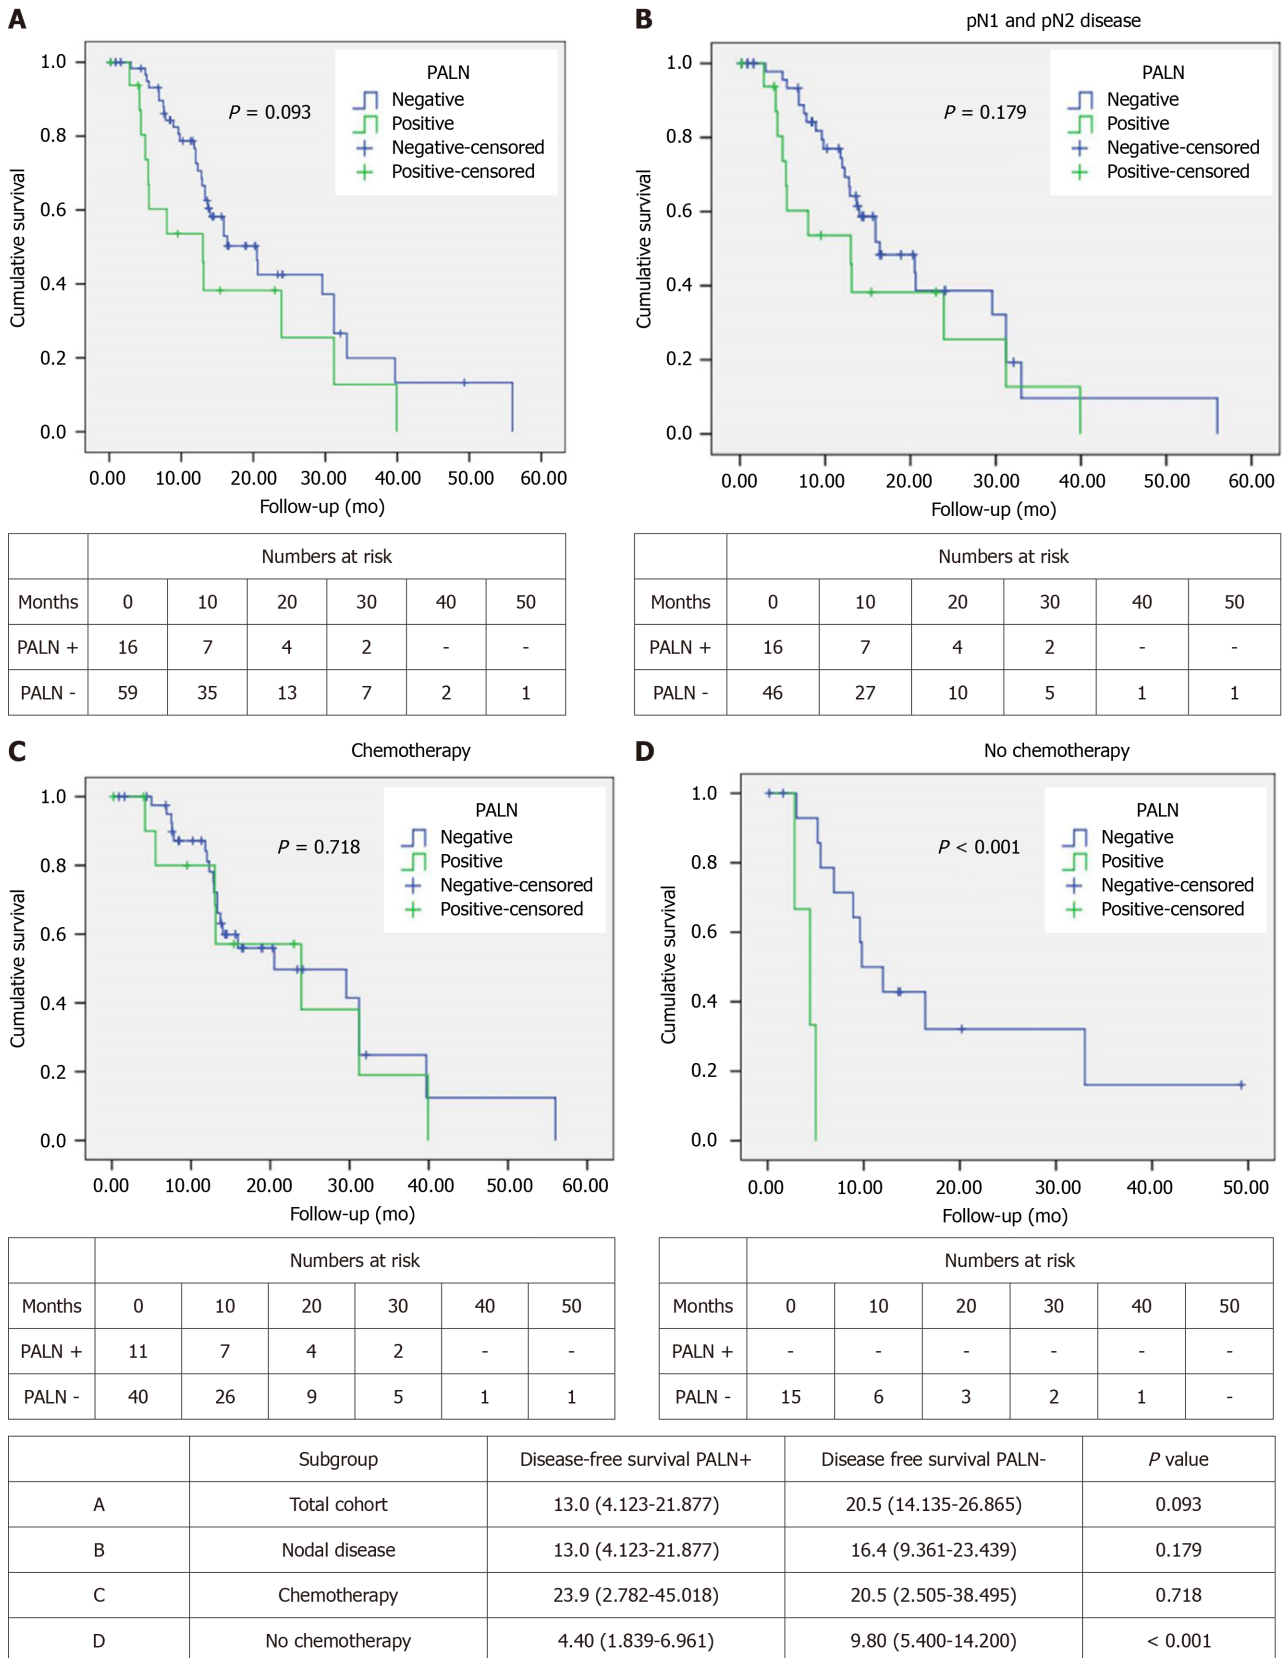 A
PALN
Negative
Positive
Negative-censored
Positive-censored
P = 0.093
Cumulative survival
1.0
0.8
0.6
0.4
0.2
0.0
0.00 10.00 20.00 30.00 40.00 50.00 60.00
Follow-up (mo)
Numbers at risk
Months 0 10 20 30 40 50
PALN + 16 7 4 2 - -
PALN - 59 35 13 7 2 1
B
pN1 and pN2 disease
PALN
Negative
Positive
Negative-censored
Positive-censored
P = 0.179
Cumulative survival
1.0
0.8
0.6
0.4
0.2
0.0
0.00 10.00 20.00 30.00 40.00 50.00 60.00
Follow-up (mo)
Numbers at risk
Months 0 10 20 30 40 50
PALN + 16 7 4 2 - -
PALN - 46 27 10 5 1 1
C
Chemotherapy
PALN
Negative
Positive
Negative-censored
Positive-censored
P = 0.718
Cumulative survival
1.0
0.8
0.6
0.4
0.2
0.0
0.00 10.00 20.00 30.00 40.00 50.00 60.00
Follow-up (mo)
Numbers at risk
Months 0 10 20 30 40 50
PALN + 11 7 4 2 - -
PALN - 40 26 9 5 1 1
D
No chemotherapy
PALN
Negative
Positive
Negative-censored
Positive-censored
P < 0.001
Cumulative survival
1.0
0.8
0.6
0.4
0.2
0.0
0.00 10.00 20.00 30.00 40.00 50.00
Follow-up (mo)
Numbers at risk
Months 0 10 20 30 40 50
PALN + - - - - - -
PALN - 15 6 3 2 1 -
Subgroup Disease-free survival PALN+ Disease free survival PALN- P value
A Total cohort 13.0 (4.123-21.877) 20.5 (14.135-26.865) 0.093
B Nodal disease 13.0 (4.123-21.877) 16.4 (9.361-23.439) 0.179
C Chemotherapy 23.9 (2.782-45.018) 20.5 (2.505-38.495) 0.718
D No chemotherapy 4.40 (1.839-6.961) 9.80 (5.400-14.200) < 0.001